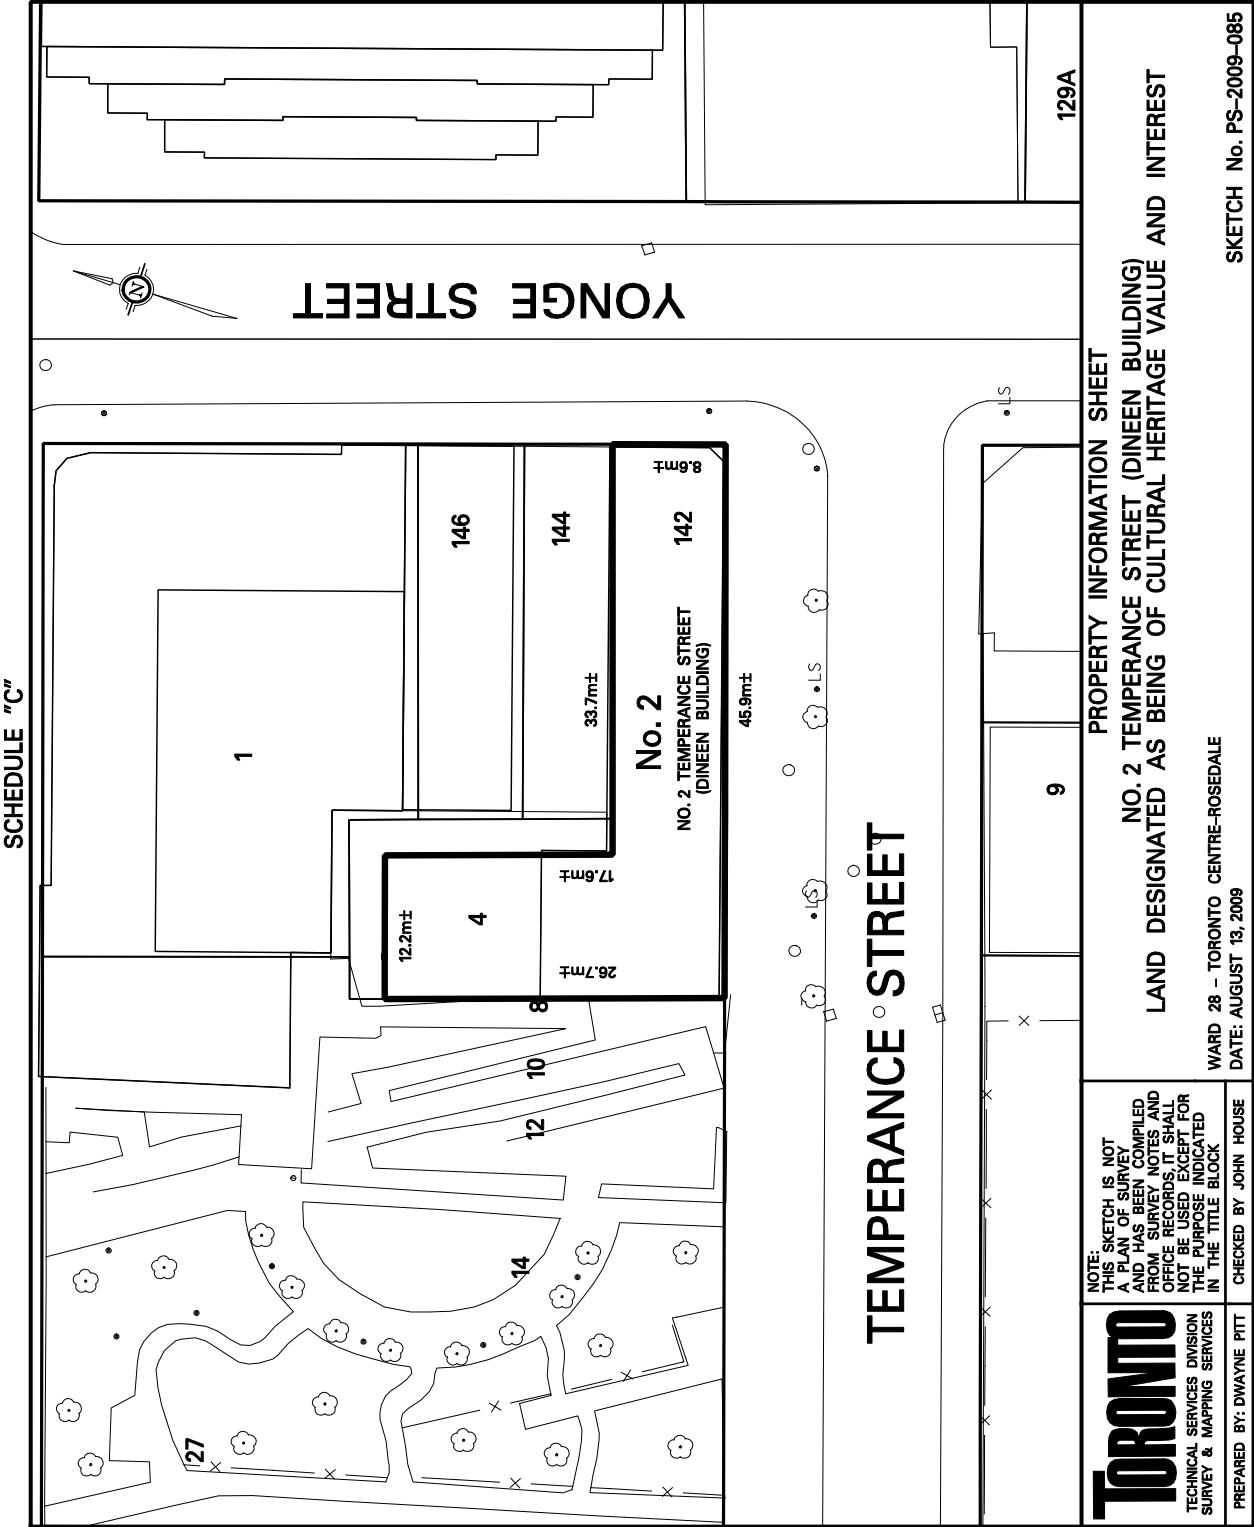 SCHEDULE "C"
YONGE STREET
N
129A
146
144
142
8.6m±
33.7m±
45.9m±
No. 2
NO. 2 TEMPERANCE STREET
(DINEEN BUILDING)
1
4
12.2m±
17.6m±
26.7m±
8
10
12
14
27
9
LS
LS
LS
TEMPERANCE STREET
PROPERTY INFORMATION SHEET
NO. 2 TEMPERANCE STREET (DINEEN BUILDING)
LAND DESIGNATED AS BEING OF CULTURAL HERITAGE VALUE AND INTEREST
WARD 28 – TORONTO CENTRE–ROSEDALE
DATE: AUGUST 13, 2009
SKETCH No. PS–2009–085
NOTE:
THIS SKETCH IS NOT
A PLAN OF SURVEY
AND HAS BEEN COMPILED
FROM SURVEY NOTES AND
OFFICE RECORDS, IT SHALL
NOT BE USED EXCEPT FOR
THE PURPOSE INDICATED
IN THE TITLE BLOCK
CHECKED BY JOHN HOUSE
TORONTO
TECHNICAL SERVICES DIVISION
SURVEY & MAPPING SERVICES
PREPARED BY: DWAYNE PITT